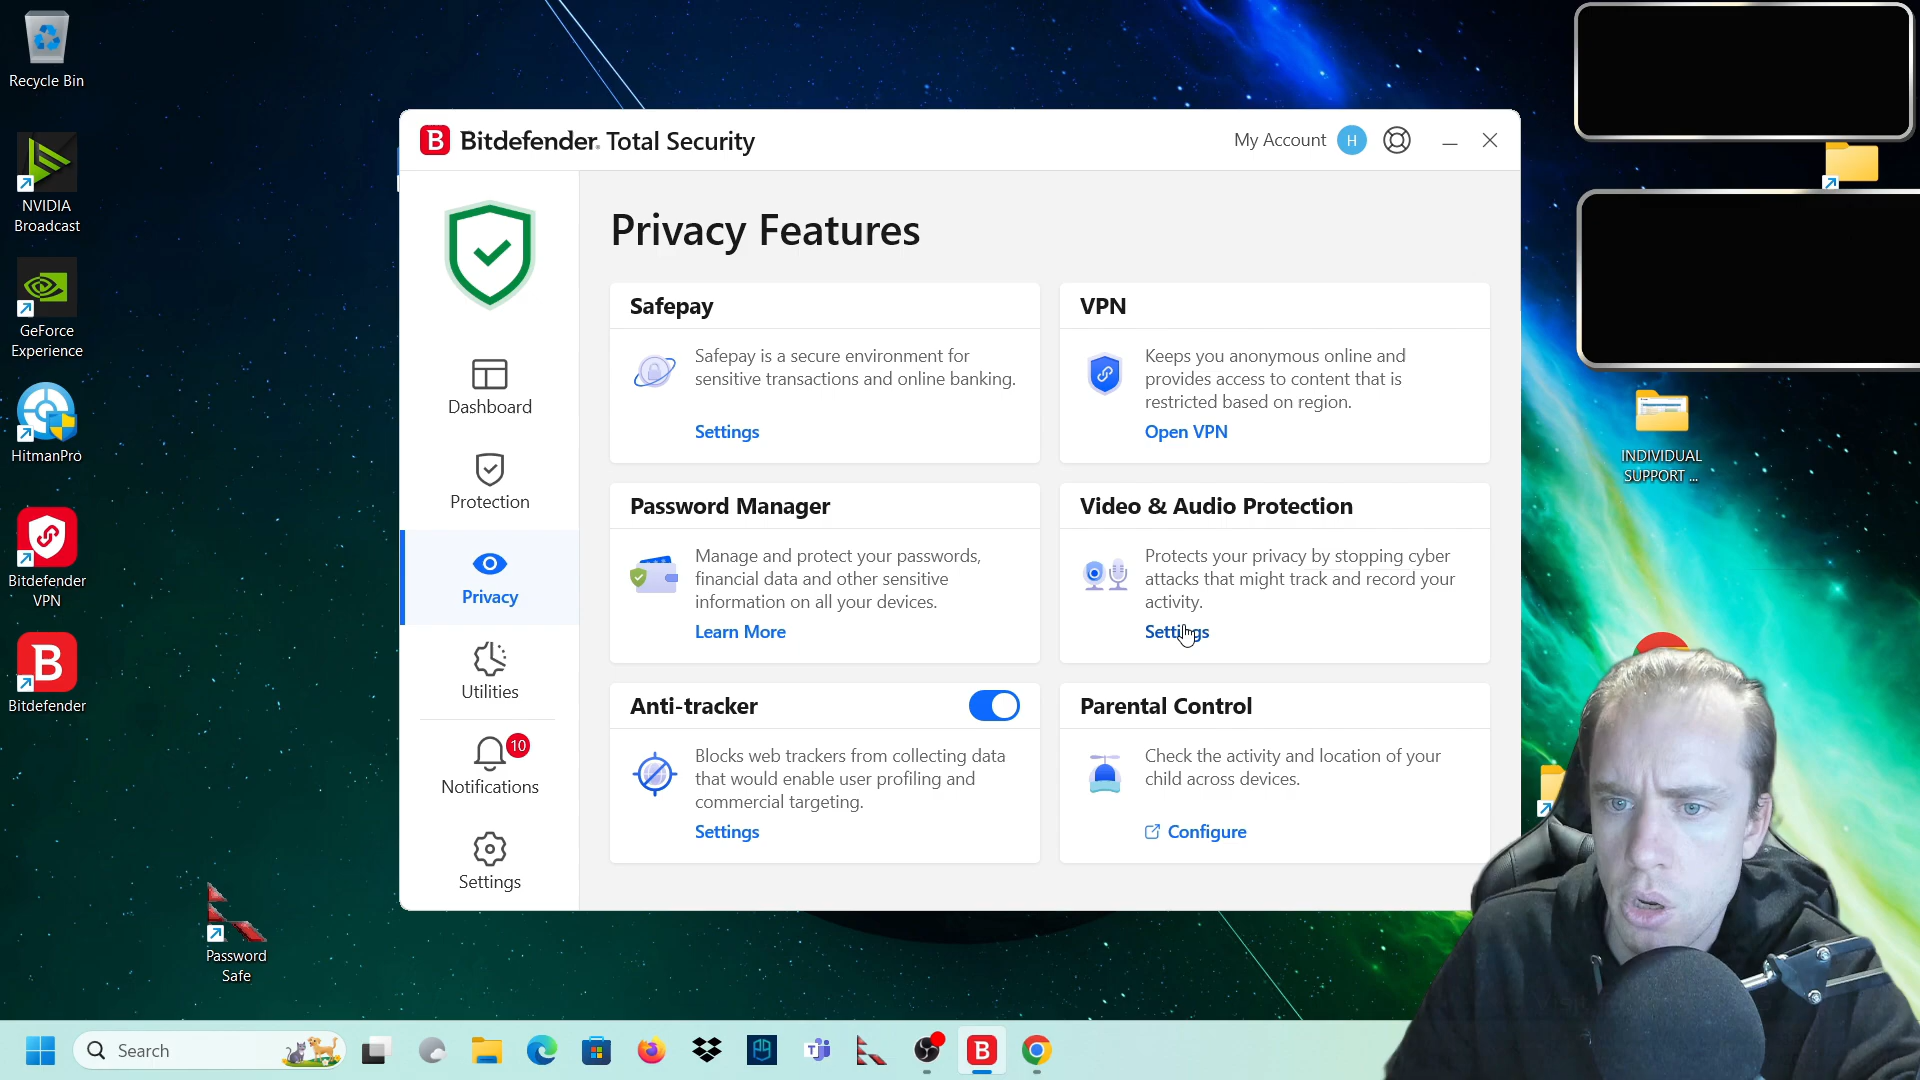 Recycle Bin
NVIDIA
Broadcast
GeForce
Experience
HitmanPro
Bitdefender
VPN
Bitdefender
Password
Safe
INDIVIDUAL
SUPPORT ...
B Bitdefender. Total Security
My Account H
Dashboard
Protection
Privacy
Utilities
10
Notifications
Settings
Privacy Features
Safepay
Safepay is a secure environment for
sensitive transactions and online banking.
Settings
VPN
Keeps you anonymous online and
provides access to content that is
restricted based on region.
Open VPN
Password Manager
Manage and protect your passwords,
financial data and other sensitive
information on all your devices.
Learn More
Video & Audio Protection
Protects your privacy by stopping cyber
attacks that might track and record your
activity.
Settings
Anti-tracker
Blocks web trackers from collecting data
that would enable user profiling and
commercial targeting.
Settings
Parental Control
Check the activity and location of your
child across devices.
Configure
Search